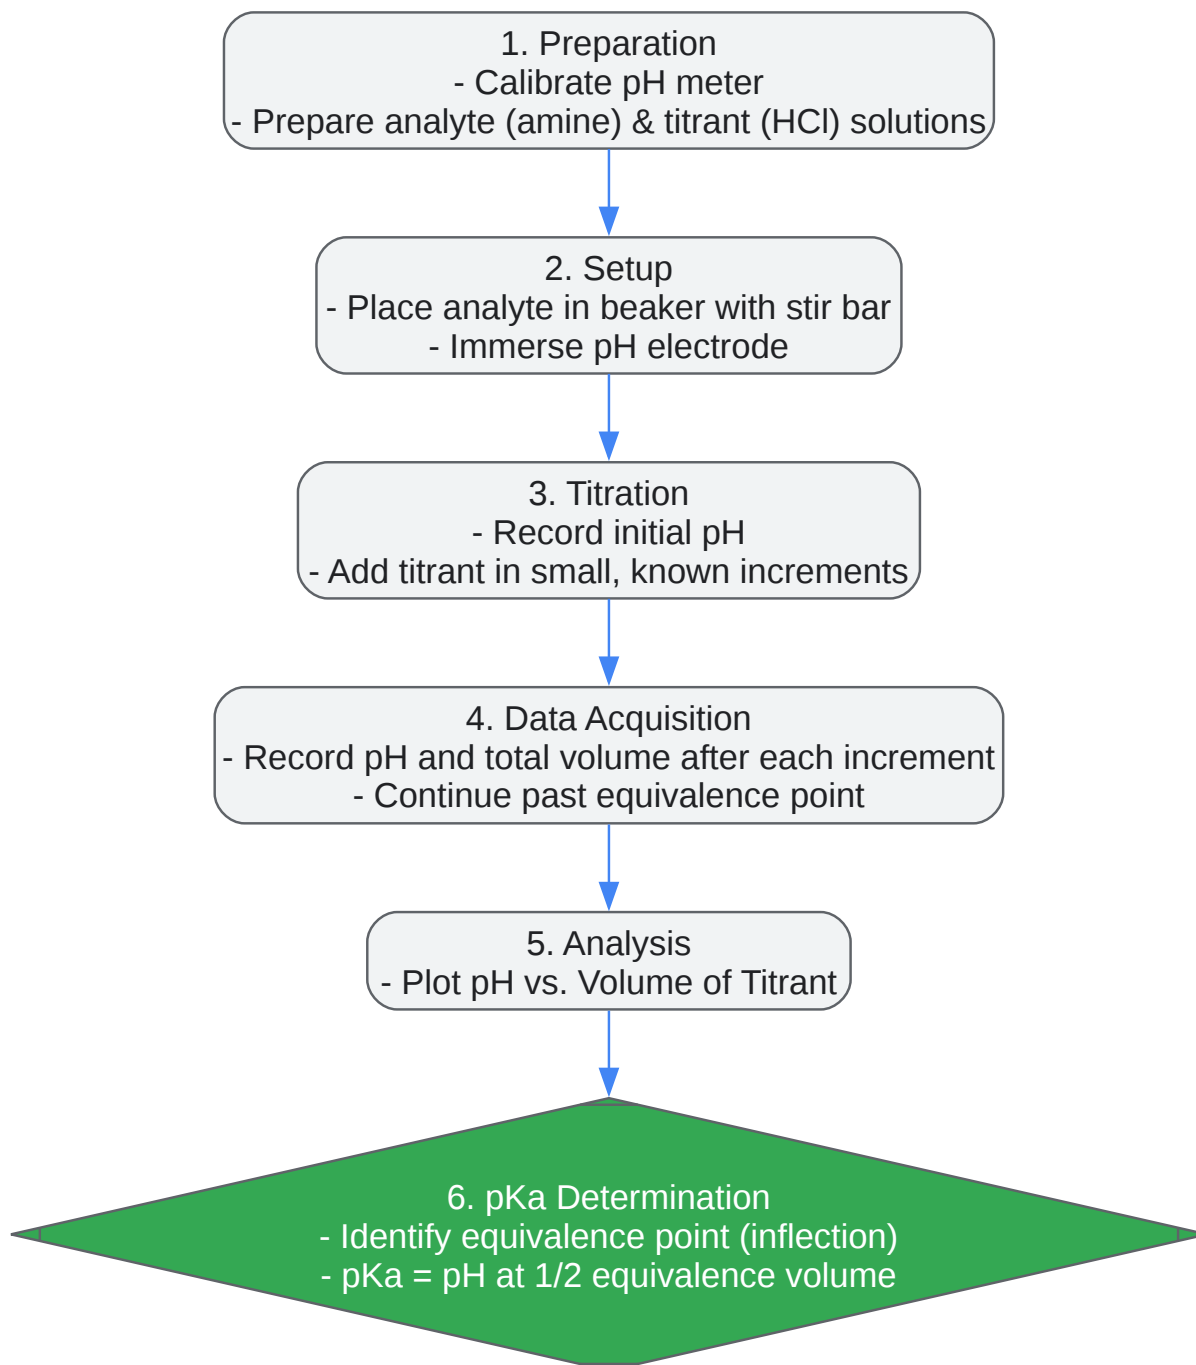 1. Preparation
- Calibrate pH meter
- Prepare analyte (amine) & titrant (HCl) solutions
2. Setup
- Place analyte in beaker with stir bar
- Immerse pH electrode
3. Titration
- Record initial pH
- Add titrant in small, known increments
4. Data Acquisition
- Record pH and total volume after each increment
- Continue past equivalence point
5. Analysis
- Plot pH vs. Volume of Titrant
6. pKa Determination
- Identify equivalence point (inflection)
- pKa = pH at 1/2 equivalence volume